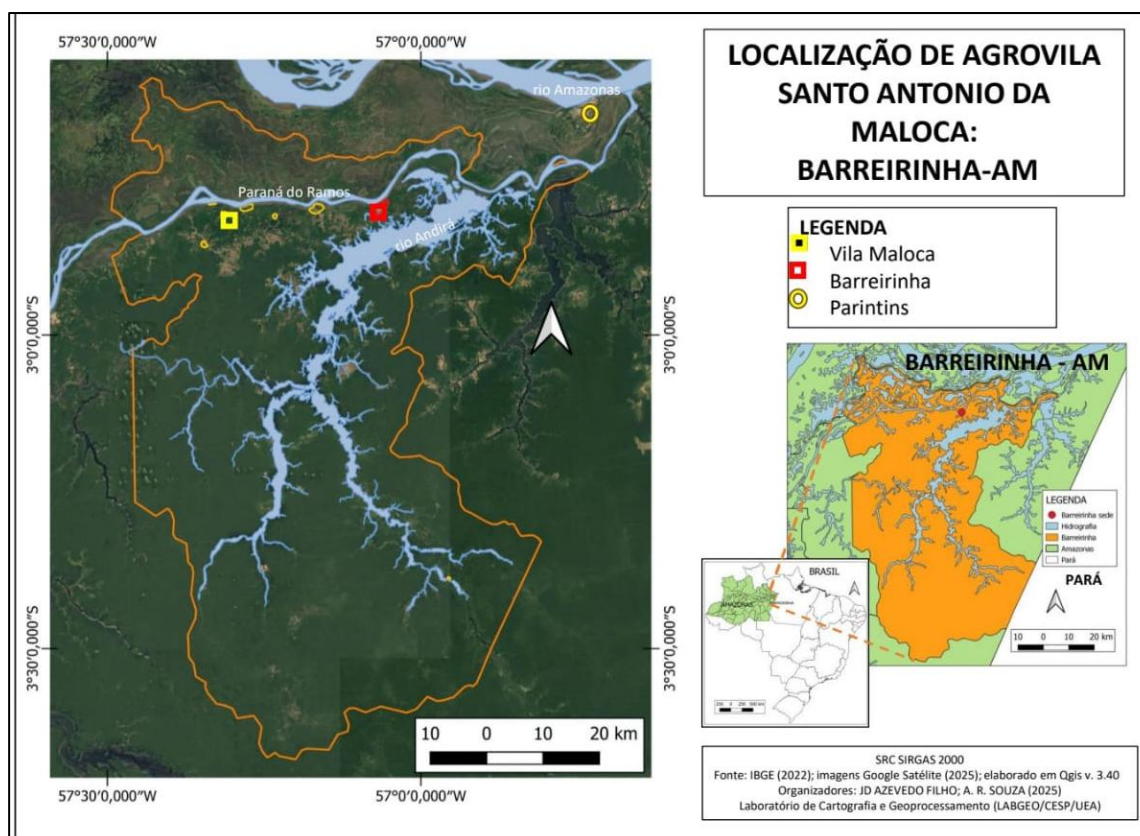 57°30′0,000″W
57°0′0,000″W
rio Amazonas
Paraná do Ramos
rio Andirá
3°0′0,000″S
3°0′0,000″S
3°30′0,000″S
3°30′0,000″S
10 0 10 20 km
57°30′0,000″W
57°0′0,000″W
LOCALIZAÇÃO DE AGROVILA
SANTO ANTONIO DA
MALOCA:
BARREIRINHA-AM
LEGENDA
Vila Maloca
Barreirinha
Parintins
BARREIRINHA - AM
LEGENDA
Barreirinha sede
Hidrografia
Barreirinha
Amazonas
Pará
PARÁ
10 0 10 20 km
BRASIL
AMAZONAS
SRC SIRGAS 2000
Fonte: IBGE (2022); imagens Google Satélite (2025); elaborado em Qgis v. 3.40
Organizadores: JD AZEVEDO FILHO; A. R. SOUZA (2025)
Laboratório de Cartografia e Geoprocessamento (LABGEO/CESP/UEA)